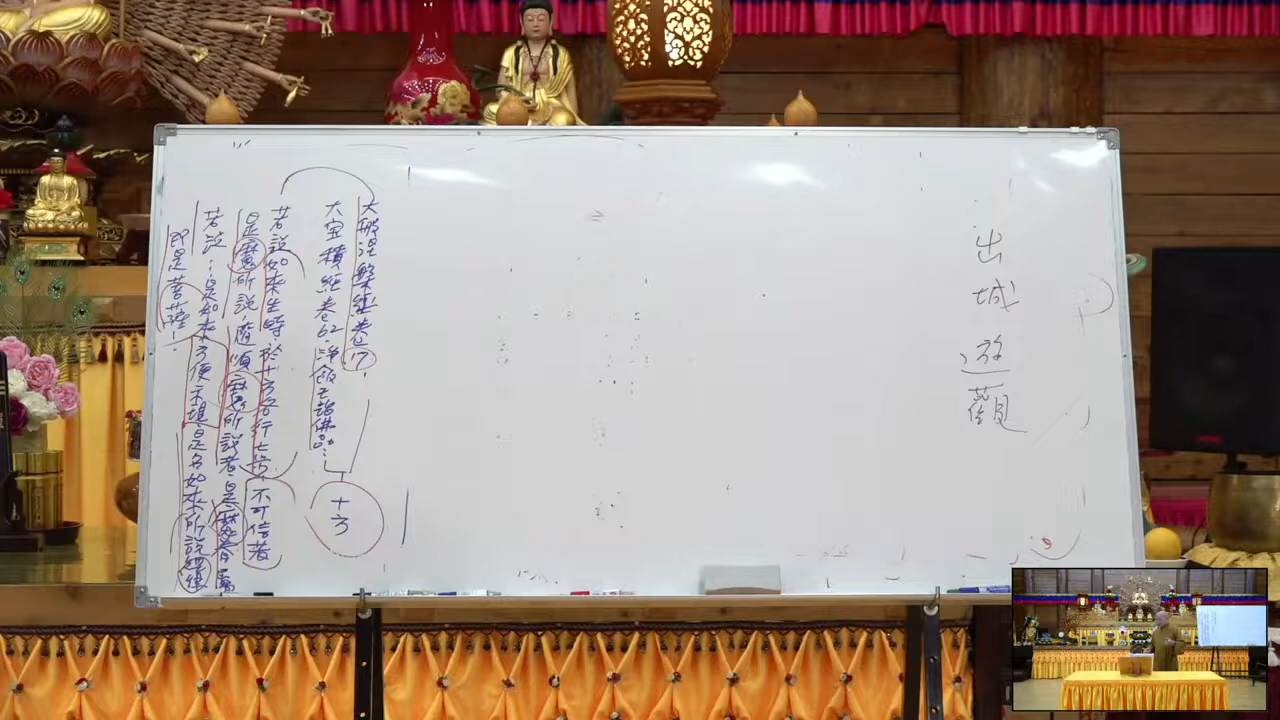 出城遊觀
大般涅槃經卷17
大寶積經卷62.淨飯王詣佛品
十方
若說如來生時於十方各行七步不可信者
是魔所說.隨順魔所說者.是魔眷屬
若說:是如來方便示現.是名如來所說經律
即是菩薩!